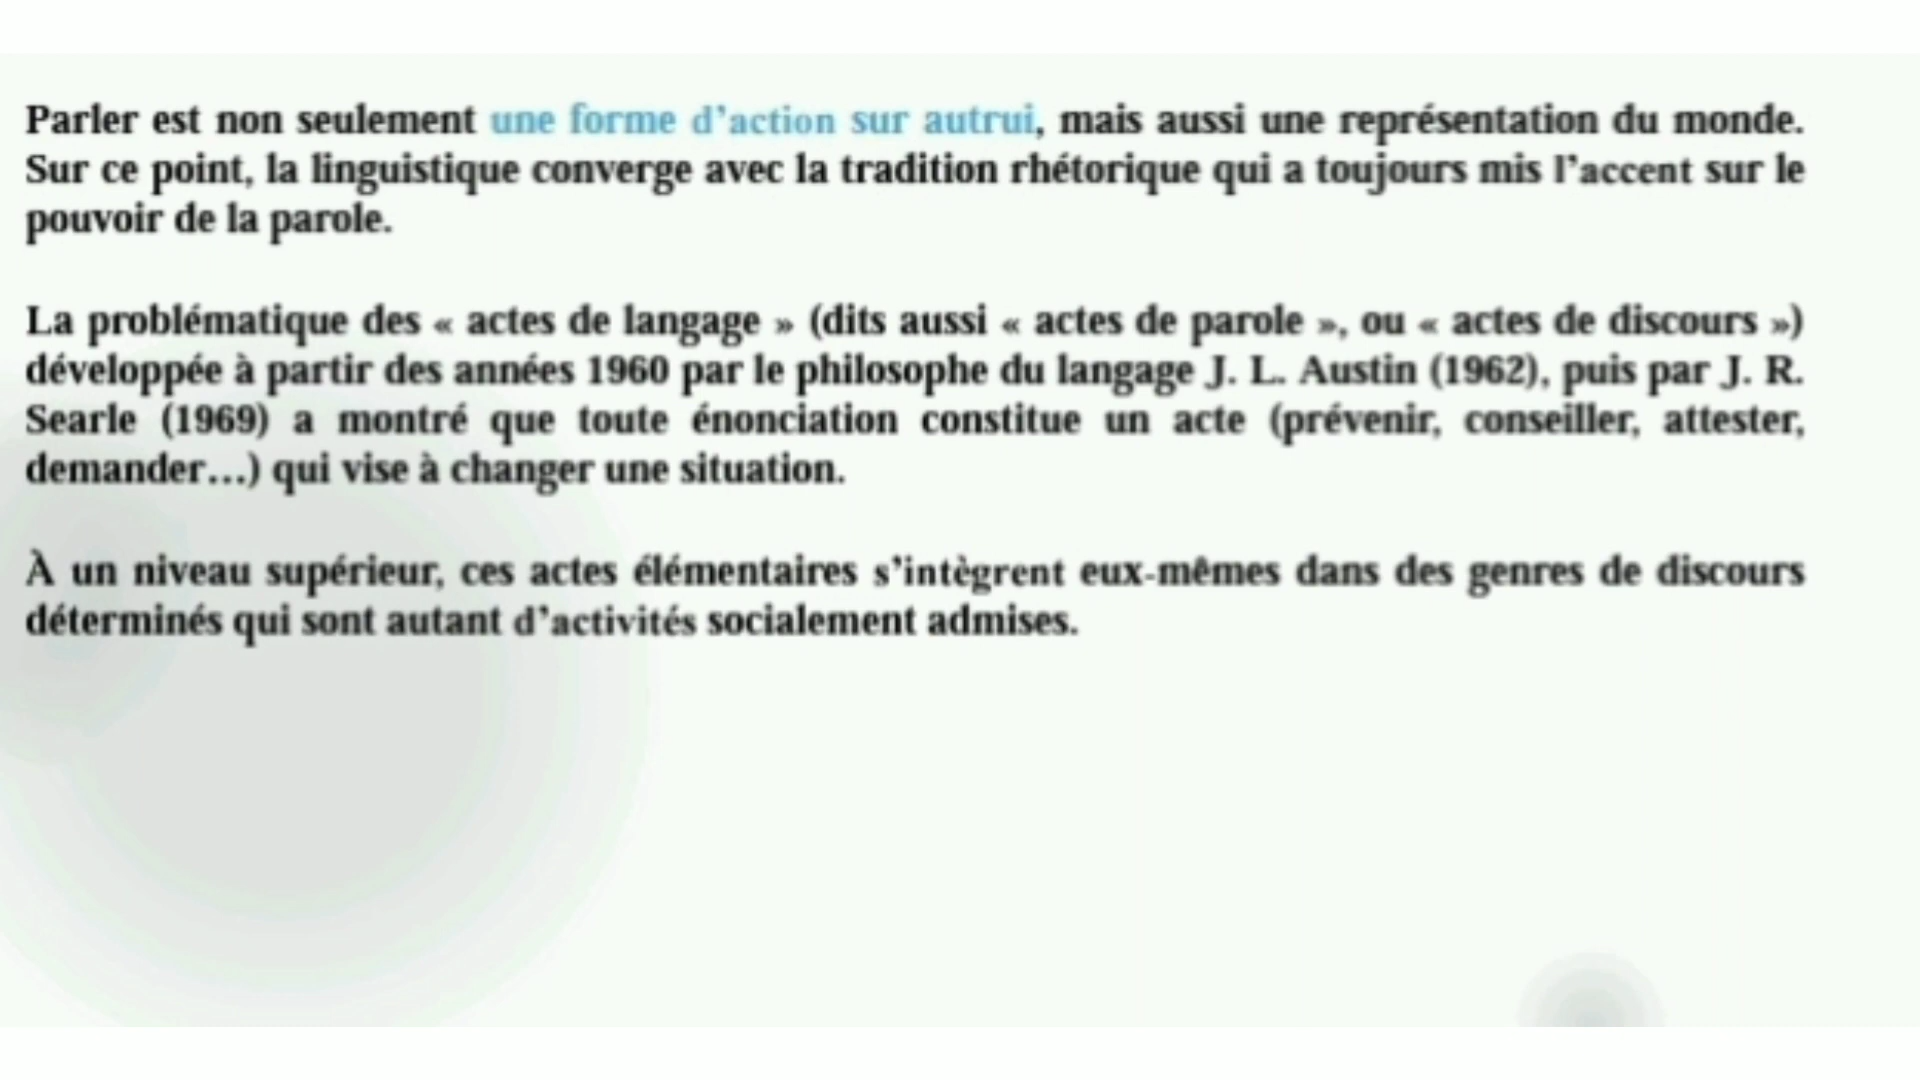 Parler est non seulement une forme d’action sur autrui, mais aussi une représentation du monde.
Sur ce point, la linguistique converge avec la tradition rhétorique qui a toujours mis l’accent sur le
pouvoir de la parole.
La problématique des « actes de langage » (dits aussi « actes de parole », ou « actes de discours »)
développée à partir des années 1960 par le philosophe du langage J. L. Austin (1962), puis par J. R.
Searle (1969) a montré que toute énonciation constitue un acte (prévenir, conseiller, attester,
demander...) qui vise à changer une situation.
À un niveau supérieur, ces actes élémentaires s’intègrent eux-mêmes dans des genres de discours
déterminés qui sont autant d’activités socialement admises.